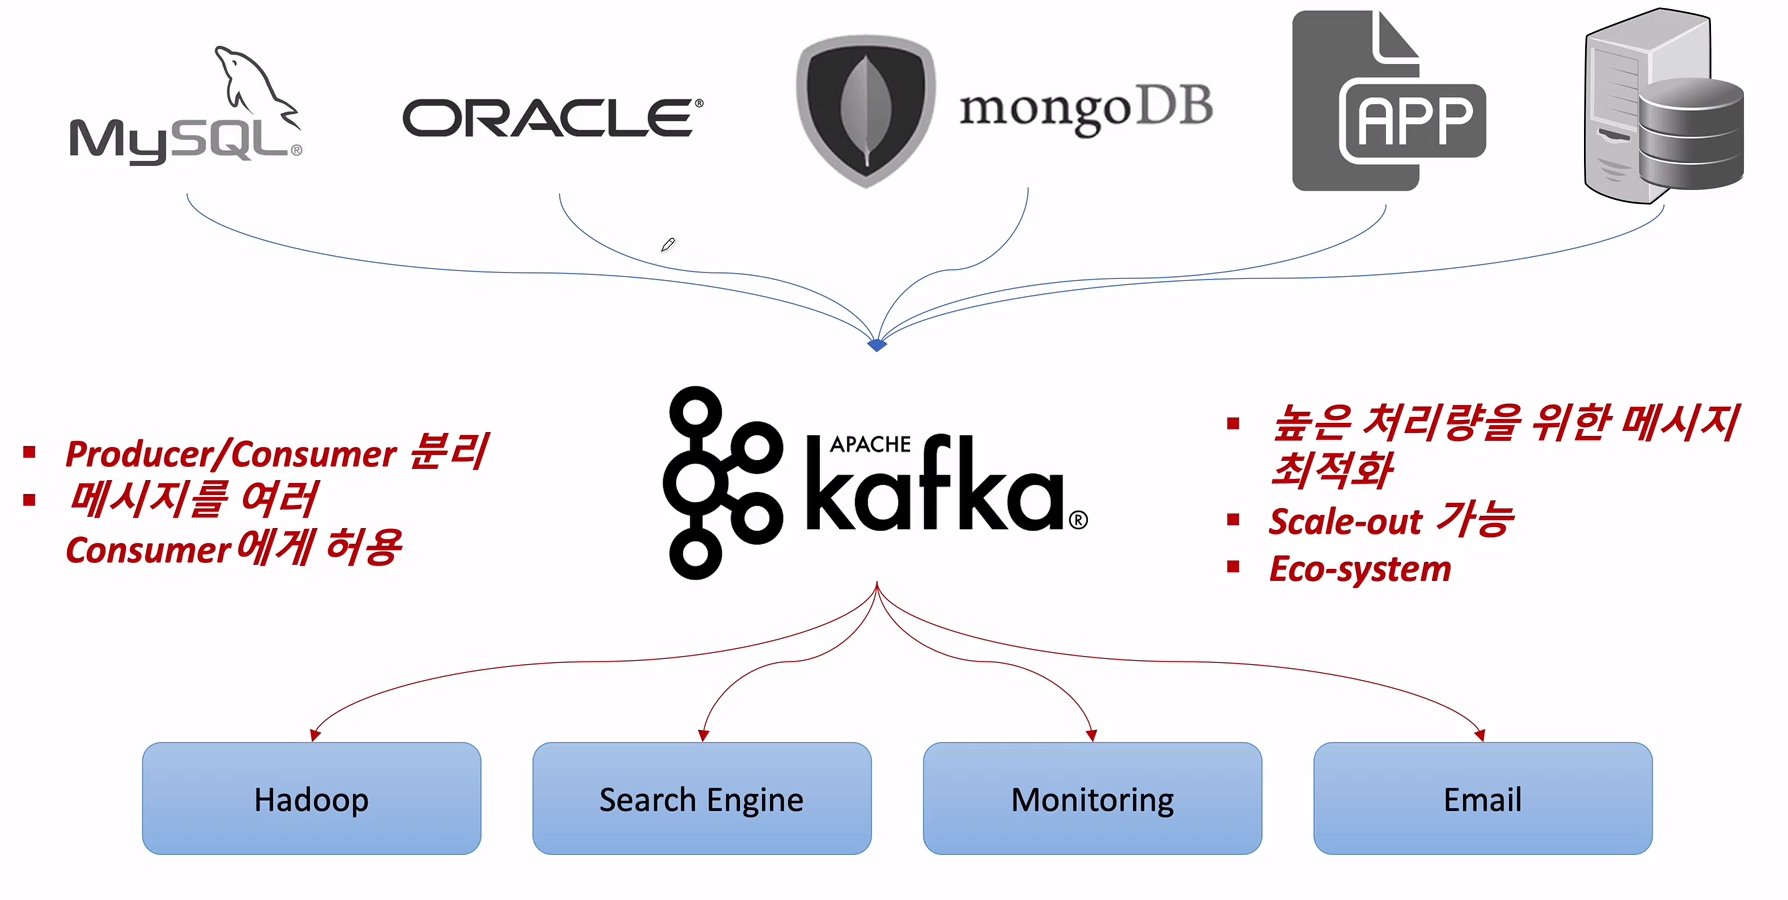 MySQL®
ORACLE®
mongoDB
APP
▪ Producer/Consumer 분리
▪ 메시지를 여러
Consumer에게 허용
APACHE
kafka®
▪ 높은 처리량을 위한 메시지
최적화
▪ Scale-out 가능
▪ Eco-system
Hadoop
Search Engine
Monitoring
Email